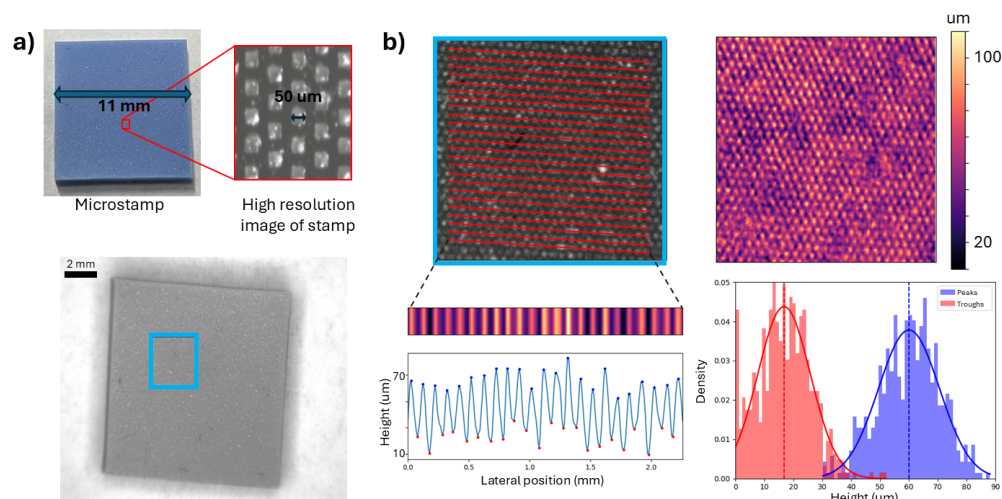 a)
11 mm
50 um
Microstamp
High resolution
image of stamp
2 mm
b)
um
100
20
70
10
Height (um)
0.0
0.5
1.0
1.5
2.0
Lateral position (mm)
Peaks
Troughs
0.05
0.04
0.03
0.02
0.01
0.00
Density
0
10
20
30
40
50
60
70
80
90
Height (um)